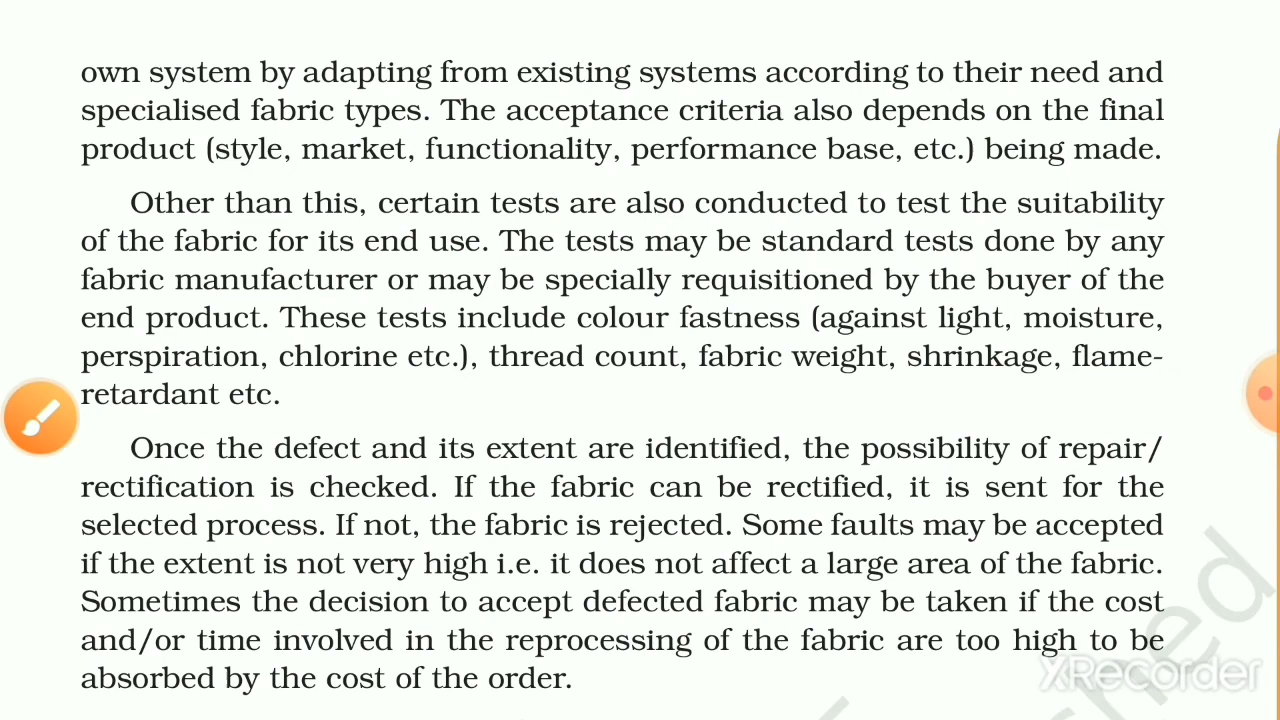 own system by adapting from existing systems according to their need and
specialised fabric types. The acceptance criteria also depends on the final
product (style, market, functionality, performance base, etc.) being made.
Other than this, certain tests are also conducted to test the suitability
of the fabric for its end use. The tests may be standard tests done by any
fabric manufacturer or may be specially requisitioned by the buyer of the
end product. These tests include colour fastness (against light, moisture,
perspiration, chlorine etc.), thread count, fabric weight, shrinkage, flame-
retardant etc.
Once the defect and its extent are identified, the possibility of repair/
rectification is checked. If the fabric can be rectified, it is sent for the
selected process. If not, the fabric is rejected. Some faults may be accepted
if the extent is not very high i.e. it does not affect a large area of the fabric.
Sometimes the decision to accept defected fabric may be taken if the cost
and/or time involved in the reprocessing of the fabric are too high to be
absorbed by the cost of the order.
XRecorder